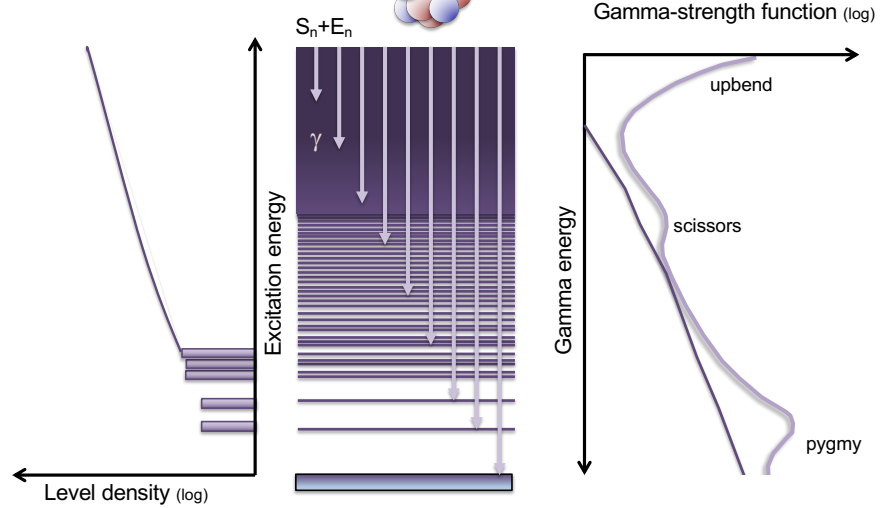 Gamma-strength function (log)
Sn+En
upbend
γ
scissors
Excitation energy
Gamma energy
pygmy
Level density (log)